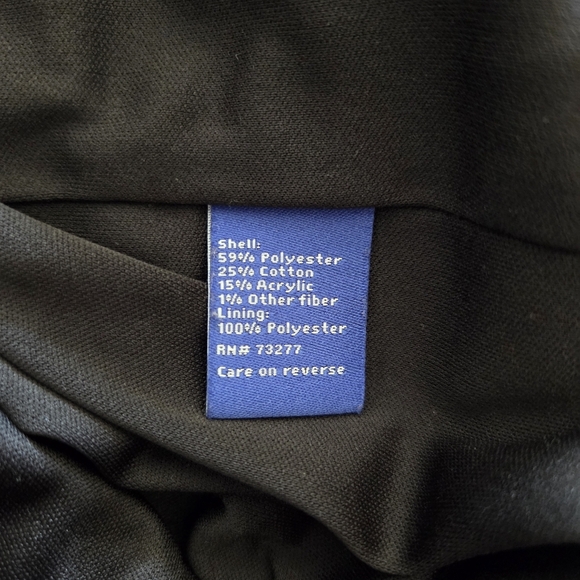 Shell:
59% Polyester
25% Cotton
15% Acrylic
1% Other fiber
Lining:
100% Polyester
RN# 73277
Care on reverse